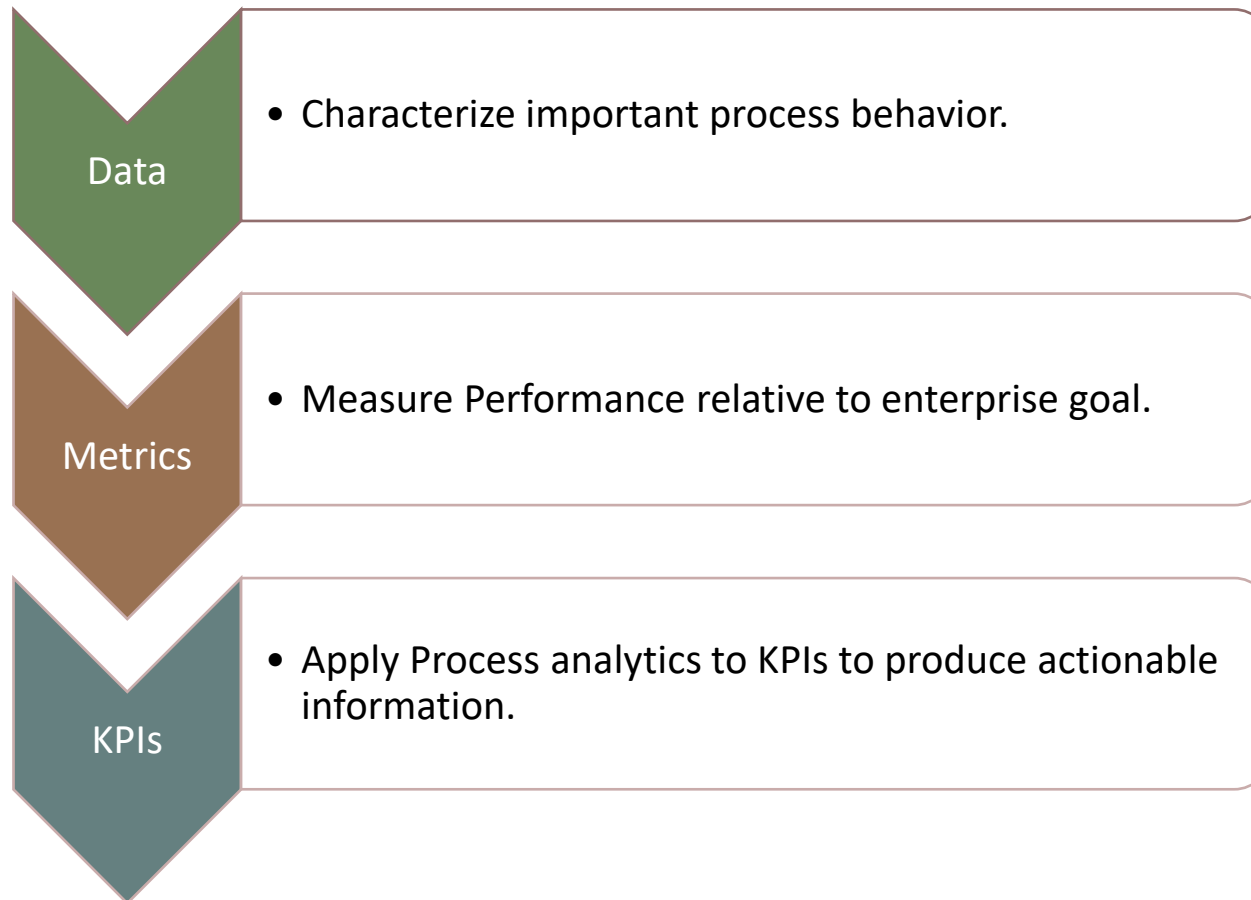 Data
• Characterize important process behavior.
Metrics
• Measure Performance relative to enterprise goal.
KPIs
• Apply Process analytics to KPIs to produce actionable
information.